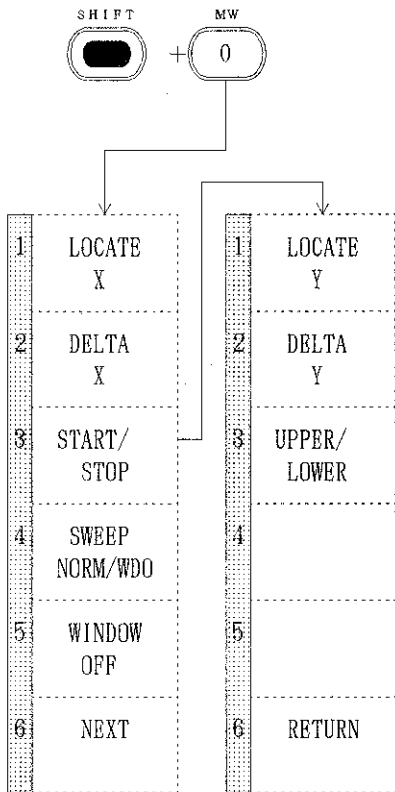 SHIFT
MW
+
0
1 LOCATE
X
2 DELTA
X
3 START/
STOP
4 SWEEP
NORM/WDO
5 WINDOW
OFF
6 NEXT
1 LOCATE
Y
2 DELTA
Y
3 UPPER/
LOWER
4
5
6 RETURN